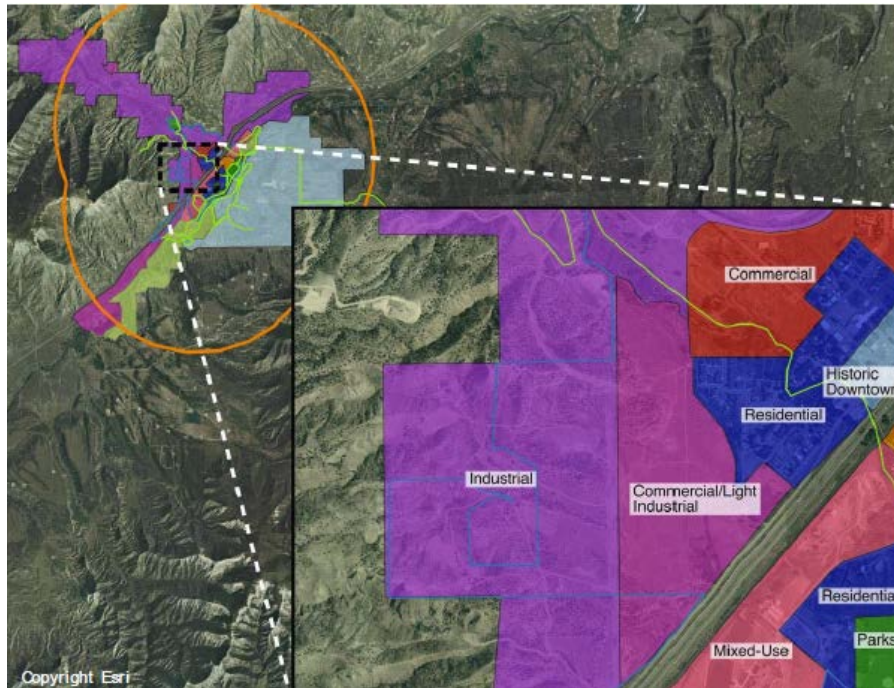 Commercial
Historic
Downtown
Residential
Industrial
Commercial/Light
Industrial
Residential
Mixed-Use
Parks
Copyright Esri